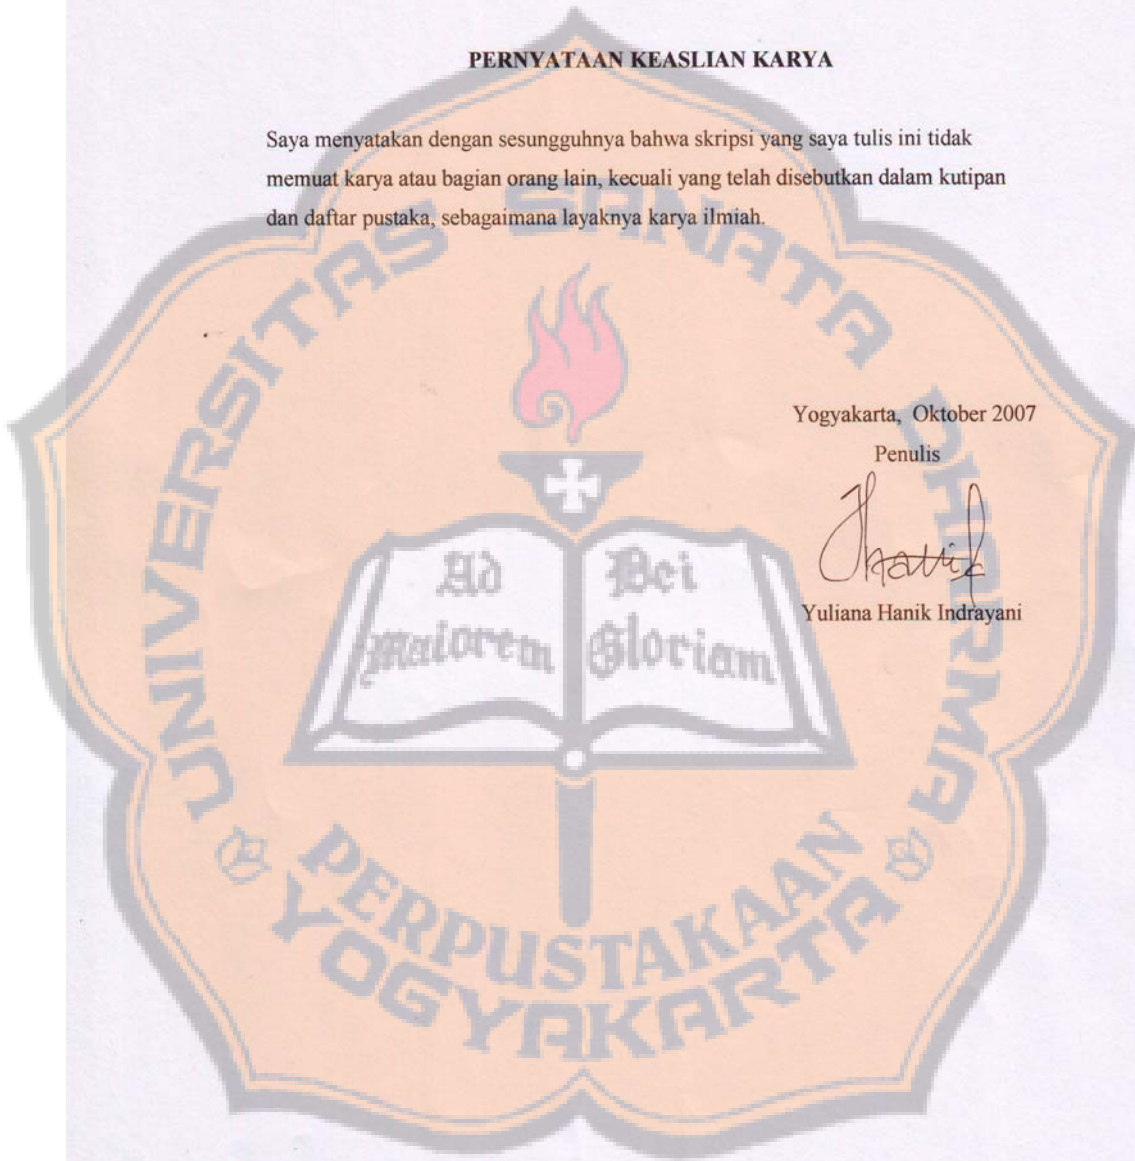 PERNYATAAN KEASLIAN KARYA
Saya menyatakan dengan sesungguhnya bahwa skripsi yang saya tulis ini tidak
memuat karya atau bagian orang lain, kecuali yang telah disebutkan dalam kutipan
dan daftar pustaka, sebagaimana layaknya karya ilmiah.
Yogyakarta, Oktober 2007
Penulis
Hanik
Yuliana Hanik Indrayani
UNIVERSITAS SANATA DHARMA
Ad
maiorem
Dei
Gloriam
PERPUSTAKAAN
YOGYAKARTA